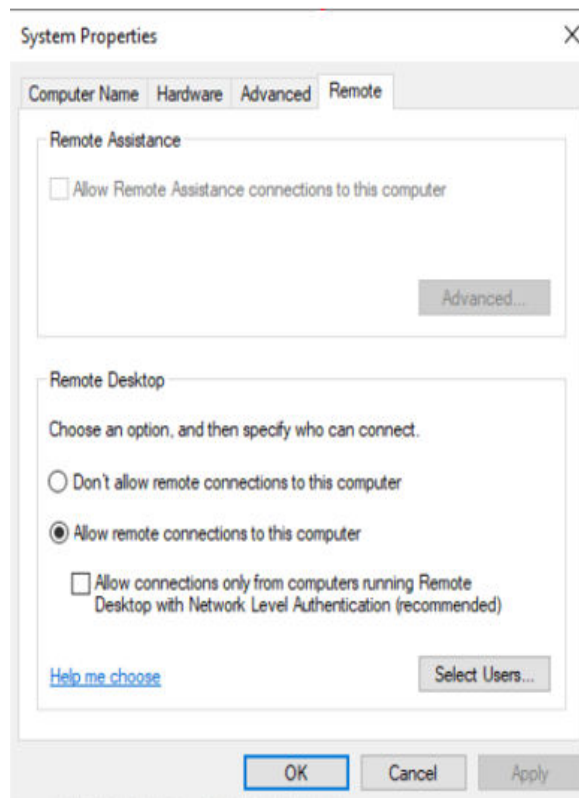 System Properties
Computer Name Hardware Advanced Remote
Remote Assistance
Allow Remote Assistance connections to this computer
Advanced...
Remote Desktop
Choose an option, and then specify who can connect.
Don't allow remote connections to this computer
Allow remote connections to this computer
Allow connections only from computers running Remote
Desktop with Network Level Authentication (recommended)
Help me choose Select Users...
OK Cancel Apply